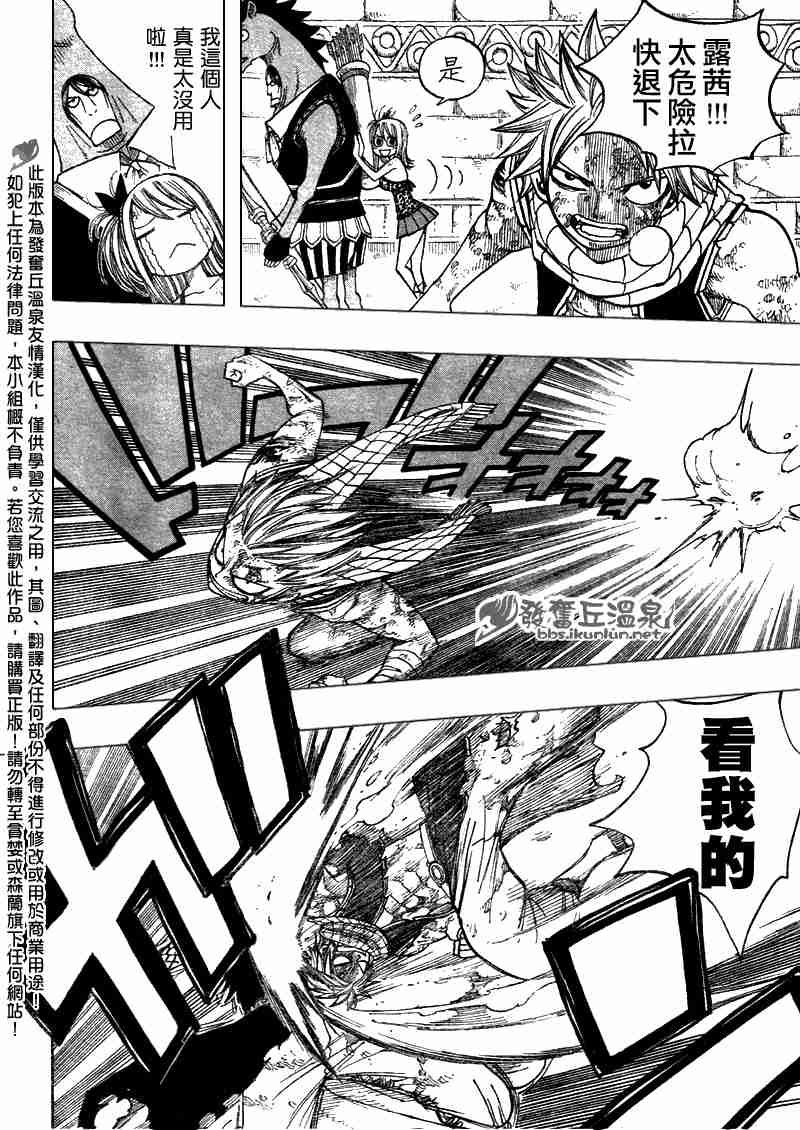 露茜!!!
太危險拉
快退下
是
我這個人
真是太沒用
啦!!!
看我的
發奮丘溫泉
bbs.ikunlun.net
此版本為發奮丘溫泉友情漢化，僅供學習交流之用，其圖、翻譯及任何部份不得進行修改或用於商業用途！
如犯上任何法律問題，本小組概不負責。若您喜歡此作品，請購買正版！請勿轉至貪婪或森蘭旗下任何網站！